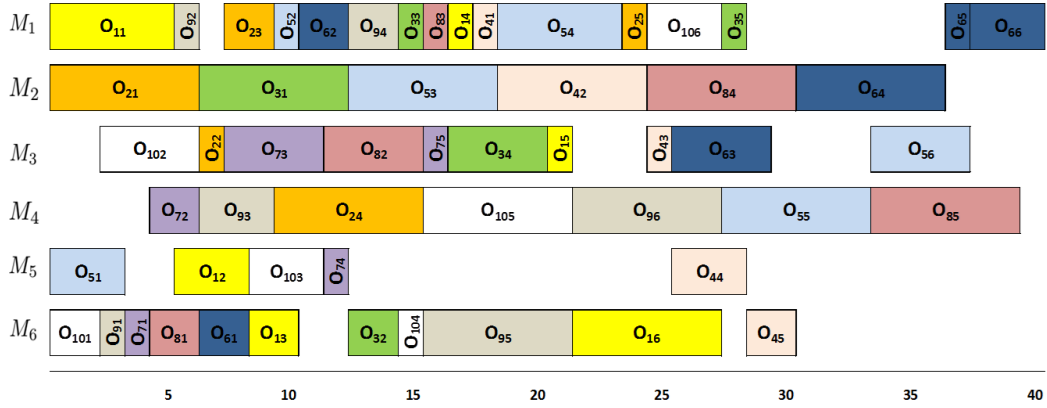 M₁ O₁₁ O₉₂ O₂₃ O₅₂ O₆₂ O₉₄ O₃₃ O₈₃ O₁₄ O₄₁ O₅₄ O₂₅ O₁₀₆ O₃₅ O₆₅ O₆₆
M₂ O₂₁ O₃₁ O₅₃ O₄₂ O₈₄ O₆₄
M₃ O₁₀₂ O₂₂ O₇₃ O₈₂ O₇₅ O₃₄ O₁₅ O₄₃ O₆₃ O₅₆
M₄ O₇₂ O₉₃ O₂₄ O₁₀₅ O₉₆ O₅₅ O₈₅
M₅ O₅₁ O₁₂ O₁₀₃ O₇₄ O₄₄
M₆ O₁₀₁ O₉₁ O₇₁ O₈₁ O₆₁ O₁₃ O₃₂ O₁₀₄ O₉₅ O₁₆ O₄₅
5 10 15 20 25 30 35 40